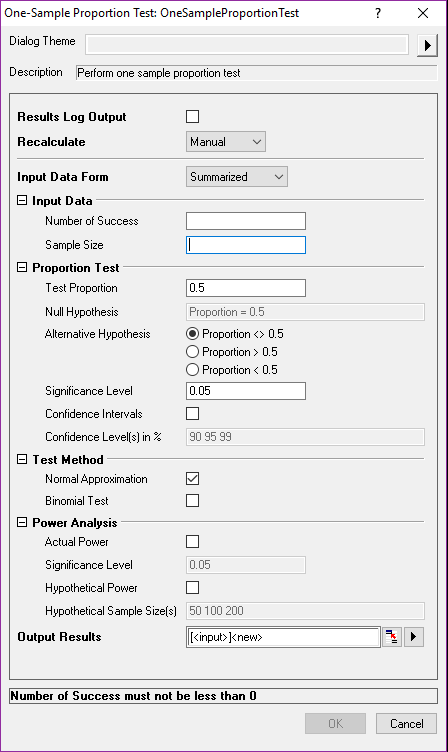 One-Sample Proportion Test: OneSampleProportionTest
Dialog Theme
Description Perform one sample proportion test
Results Log Output
Recalculate Manual
Input Data Form Summarized
Input Data
Number of Success
Sample Size
Proportion Test
Test Proportion 0.5
Null Hypothesis Proportion = 0.5
Alternative Hypothesis Proportion <> 0.5
Proportion > 0.5
Proportion < 0.5
Significance Level 0.05
Confidence Intervals
Confidence Level(s) in % 90 95 99
Test Method
Normal Approximation
Binomial Test
Power Analysis
Actual Power
Significance Level 0.05
Hypothetical Power
Hypothetical Sample Size(s) 50 100 200
Output Results [<input>]<new>
Number of Success must not be less than 0
OK Cancel